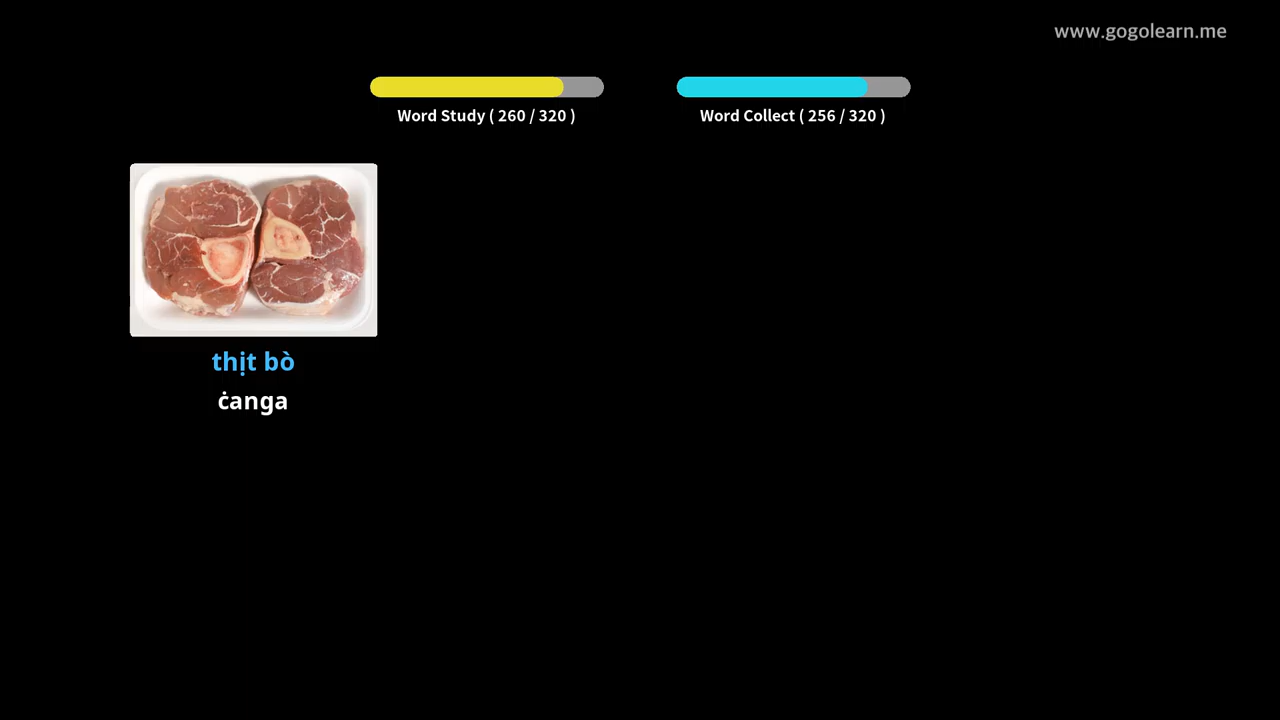 www.gogolearn.me
Word Study ( 260 / 320 )
Word Collect ( 256 / 320 )
thịt bò
ċanga